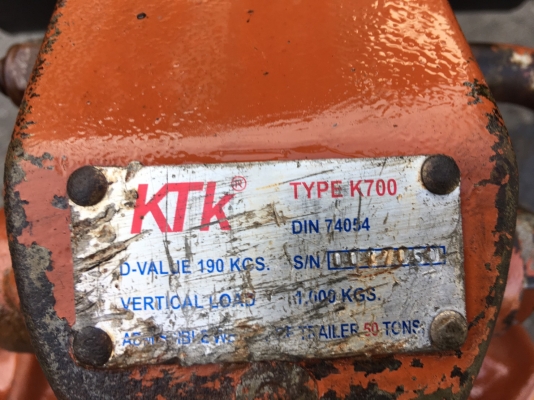 KTK® TYPE K700
DIN 74054
D-VALUE 190 KGS. S/N
VERTICAL LOAD 1,000 KGS.
TRAILER 50 TONS.